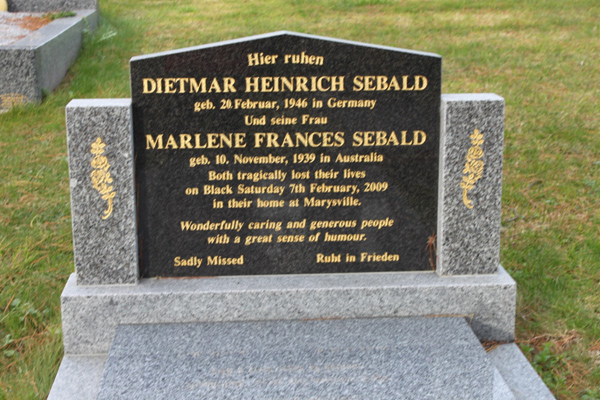 Hier ruhen
DIETMAR HEINRICH SEBALD
geb. 20. Februar, 1946 in Germany
Und seine Frau
MARLENE FRANCES SEBALD
geb. 10. November, 1939 in Australia
Both tragically lost their lives
on Black Saturday 7th February, 2009
in their home at Marysville.
Wonderfully caring and generous people
with a great sense of humour.
Sadly Missed Ruht in Frieden